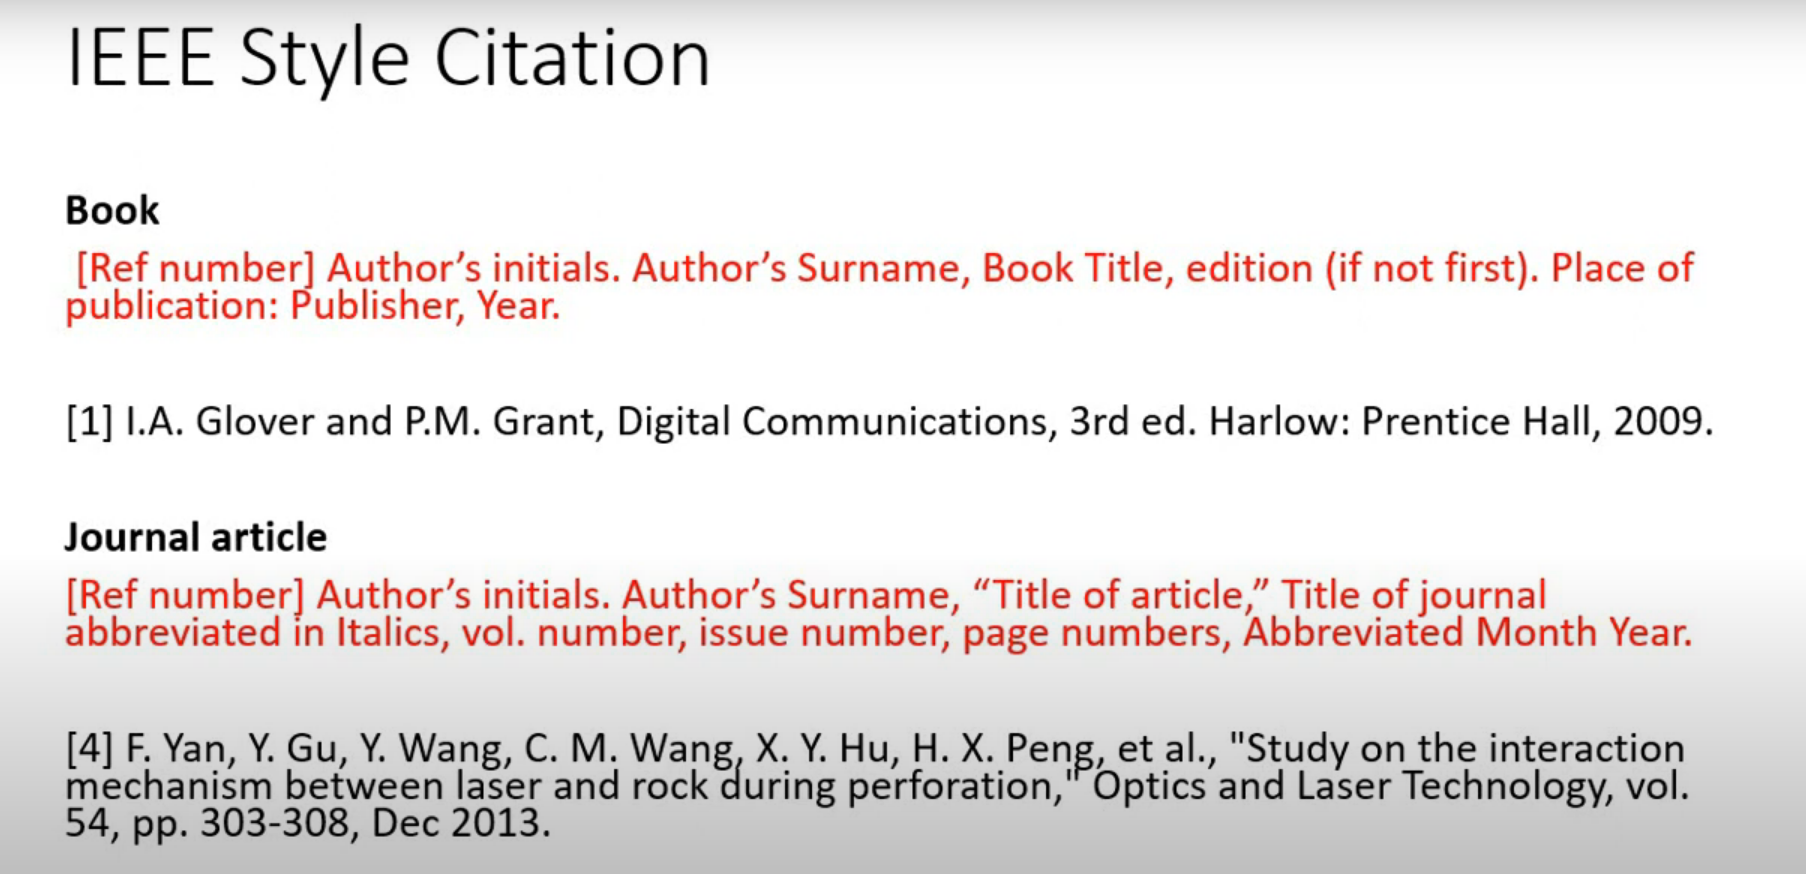 IEEE Style Citation
Book
[Ref number] Author’s initials. Author’s Surname, Book Title, edition (if not first). Place of
publication: Publisher, Year.
[1] I.A. Glover and P.M. Grant, Digital Communications, 3rd ed. Harlow: Prentice Hall, 2009.
Journal article
[Ref number] Author’s initials. Author’s Surname, “Title of article,” Title of journal
abbreviated in Italics, vol. number, issue number, page numbers, Abbreviated Month Year.
[4] F. Yan, Y. Gu, Y. Wang, C. M. Wang, X. Y. Hu, H. X. Peng, et al., "Study on the interaction
mechanism between laser and rock during perforation," Optics and Laser Technology, vol.
54, pp. 303-308, Dec 2013.